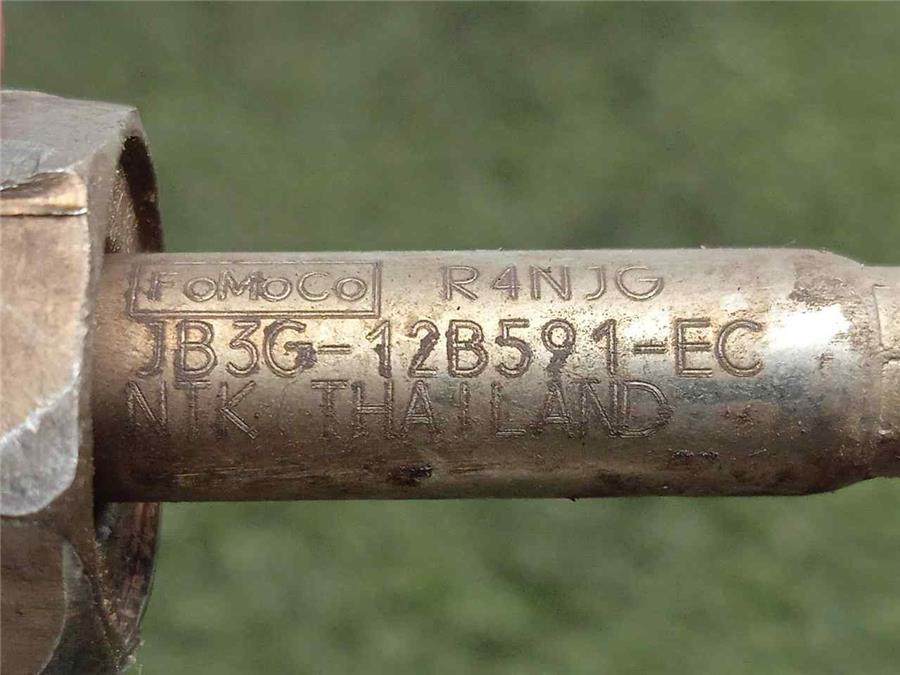 FoMoCo R4NJG
JB3G-12B591-EC
NTK THAILAND